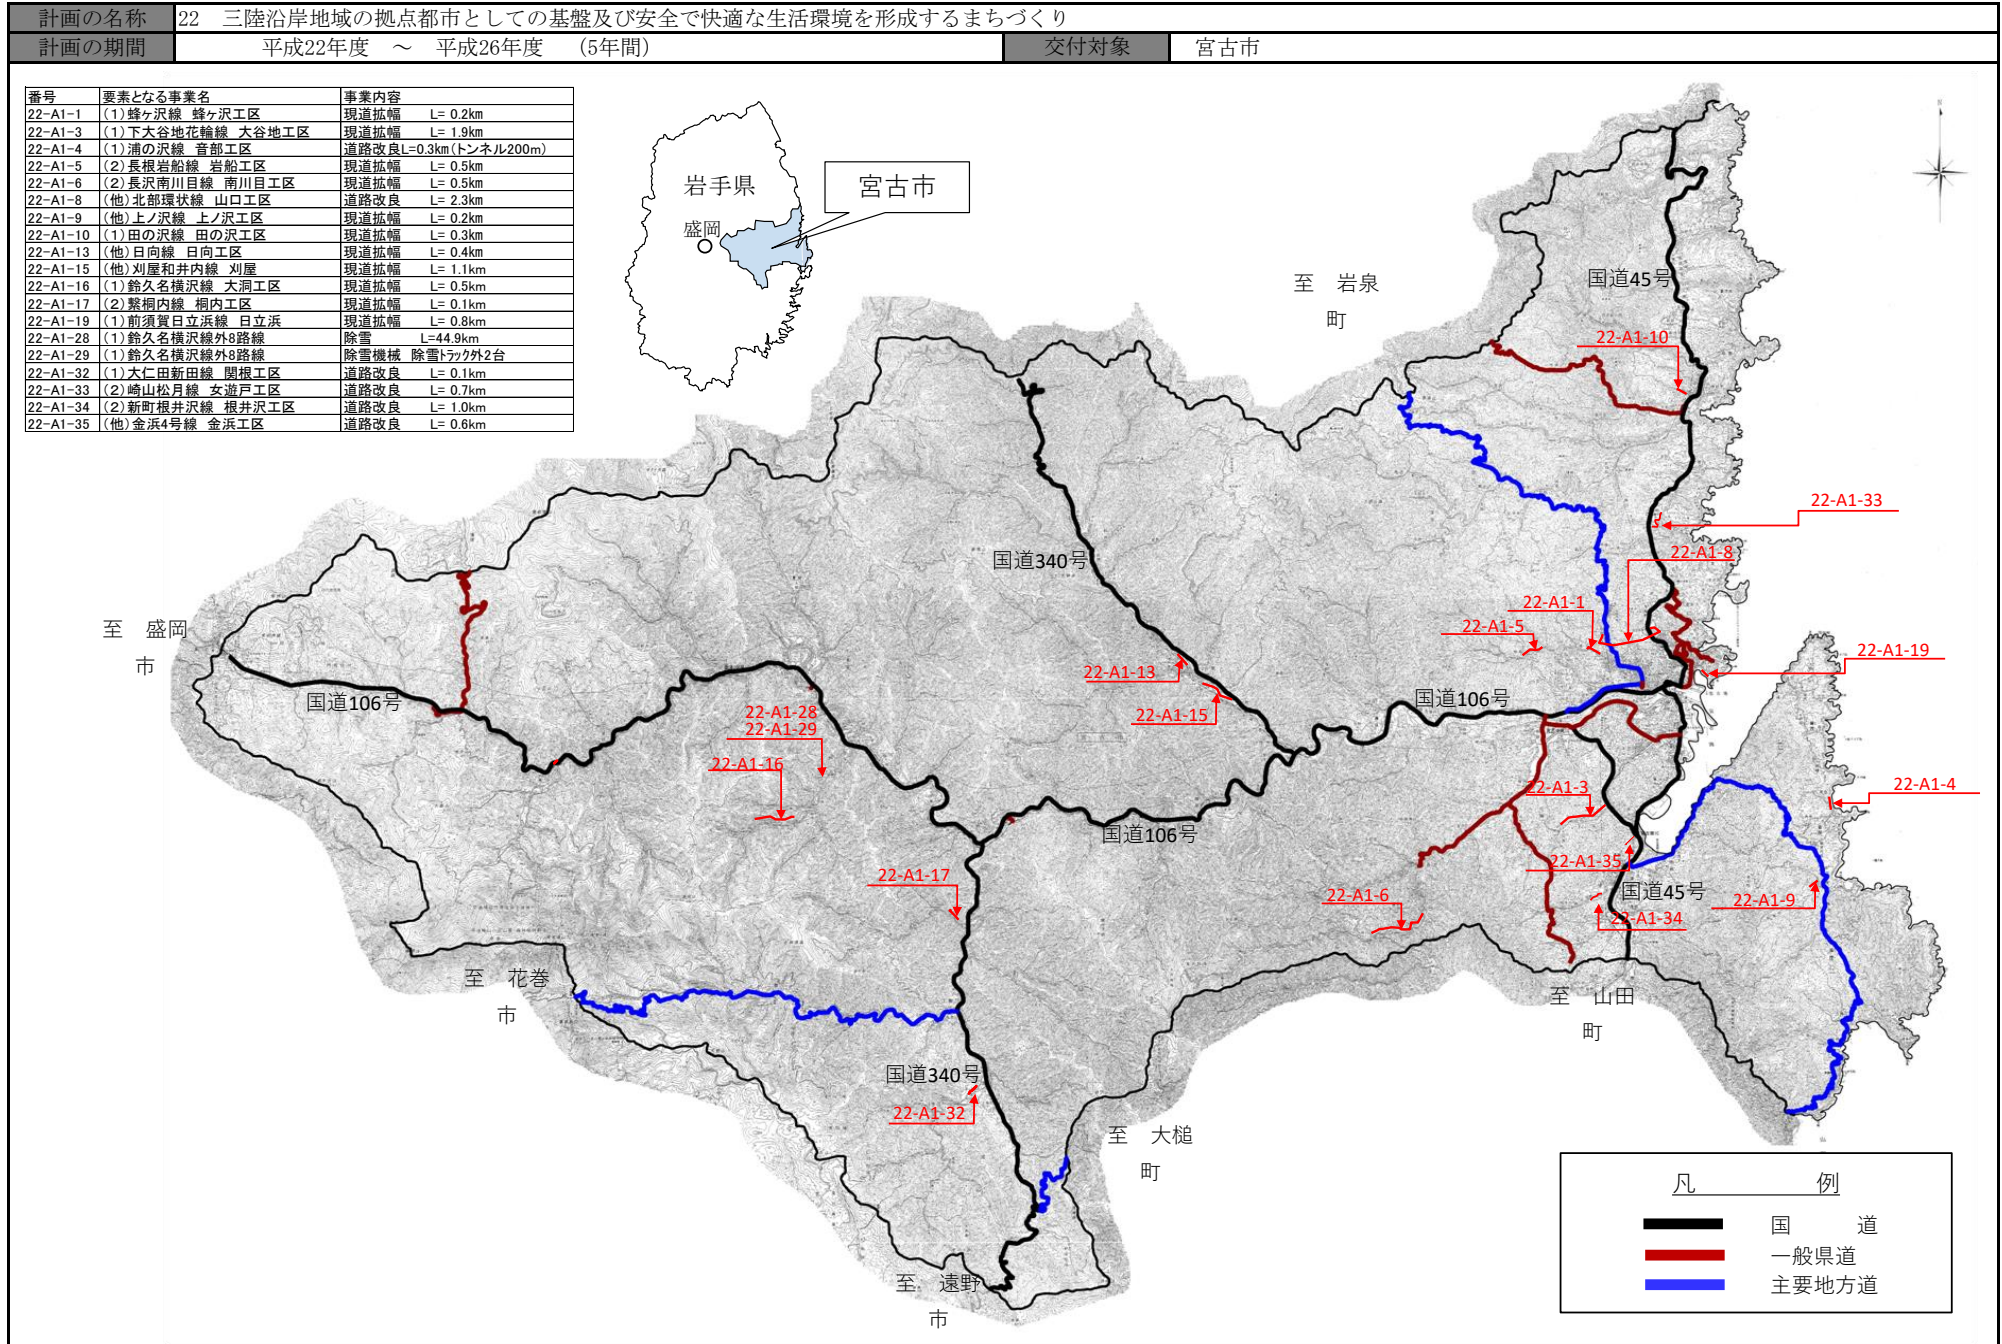 計画の名称 22 三陸沿岸地域の拠点都市としての基盤及び安全で快適な生活環境を形成するまちづくり
計画の期間 平成22年度 ～ 平成26年度 (5年間) 交付対象 宮古市
番号 要素となる事業名 事業内容
22-A1-1 (1)蜂ヶ沢線 蜂ヶ沢工区 現道拡幅 L= 0.2km
22-A1-3 (1)下大谷地花輪線 大谷地工区 現道拡幅 L= 1.9km
22-A1-4 (1)浦の沢線 音部工区 道路改良L=0.3km(トンネル200m)
22-A1-5 (2)長根岩船線 岩船工区 現道拡幅 L= 0.5km
22-A1-6 (2)長沢南川目線 南川目工区 現道拡幅 L= 0.5km
22-A1-8 (他)北部環状線 山口工区 道路改良 L= 2.3km
22-A1-9 (他)上ノ沢線 上ノ沢工区 現道拡幅 L= 0.2km
22-A1-10 (1)田の沢線 田の沢工区 現道拡幅 L= 0.3km
22-A1-13 (他)日向線 日向工区 現道拡幅 L= 0.4km
22-A1-15 (他)刈屋和井内線 刈屋 現道拡幅 L= 1.1km
22-A1-16 (1)鈴久名横沢線 大洞工区 現道拡幅 L= 0.5km
22-A1-17 (2)繋桐内線 桐内工区 現道拡幅 L= 0.1km
22-A1-19 (1)前須賀日立浜線 日立浜 現道拡幅 L= 0.8km
22-A1-28 (1)鈴久名横沢線外8路線 除雪 L=44.9km
22-A1-29 (1)鈴久名横沢線外8路線 除雪機械 除雪トラック外2台
22-A1-32 (1)大仁田新田線 関根工区 道路改良 L= 0.1km
22-A1-33 (2)崎山松月線 女遊戸工区 道路改良 L= 0.7km
22-A1-34 (2)新町根井沢線 根井沢工区 道路改良 L= 1.0km
22-A1-35 (他)金浜4号線 金浜工区 道路改良 L= 0.6km
岩手県
盛岡
宮古市
至 岩泉
町
国道45号
22-A1-10
22-A1-33
22-A1-8
国道340号
22-A1-1
22-A1-5
至 盛岡
市
22-A1-19
22-A1-13
国道106号
国道106号
22-A1-28
22-A1-15
22-A1-29
22-A1-16
22-A1-3
22-A1-4
国道106号
22-A1-35
22-A1-17
国道45号
22-A1-6
22-A1-9
22-A1-34
至 花巻
市
至 山田
町
国道340号
22-A1-32
至 大槌
町
至 遠野
市
凡 例
国 道
一般県道
主要地方道